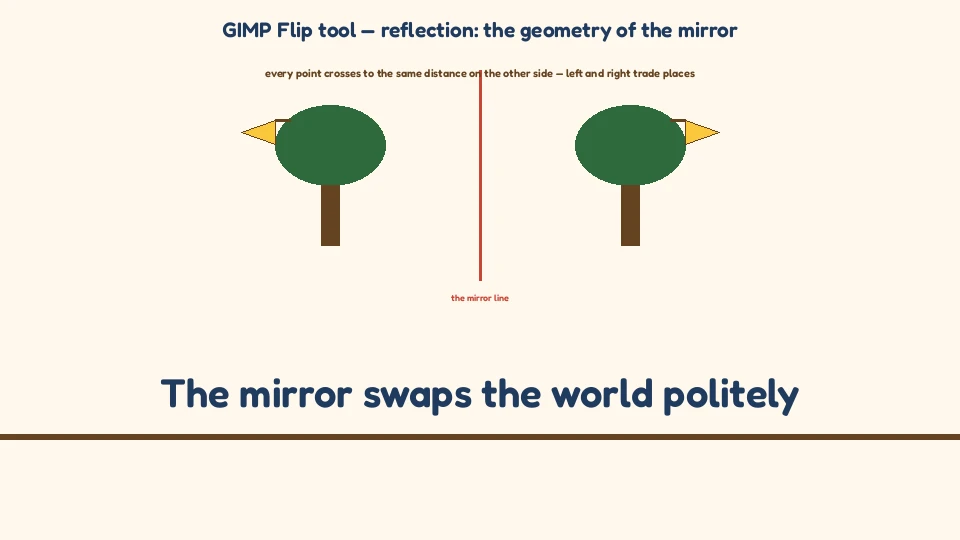 GIMP Flip tool — reflection: the geometry of the mirror
every point crosses to the same distance on the other side — left and right trade places
the mirror line
The mirror swaps the world politely